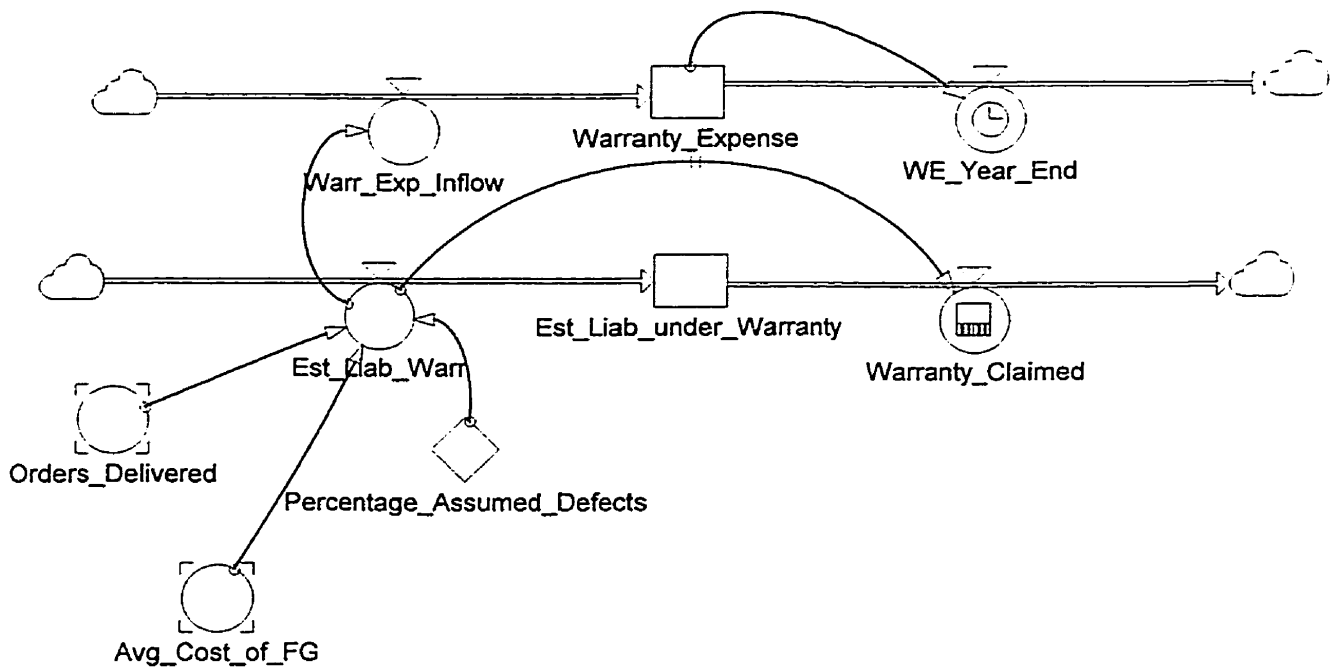 Warranty_Expense
WE_Year_End
Warr_Exp_Inflow
Est_Liab_under_Warranty
Est_Liab_Warr
Warranty_Claimed
Orders_Delivered
Percentage_Assumed_Defects
Avg_Cost_of_FG